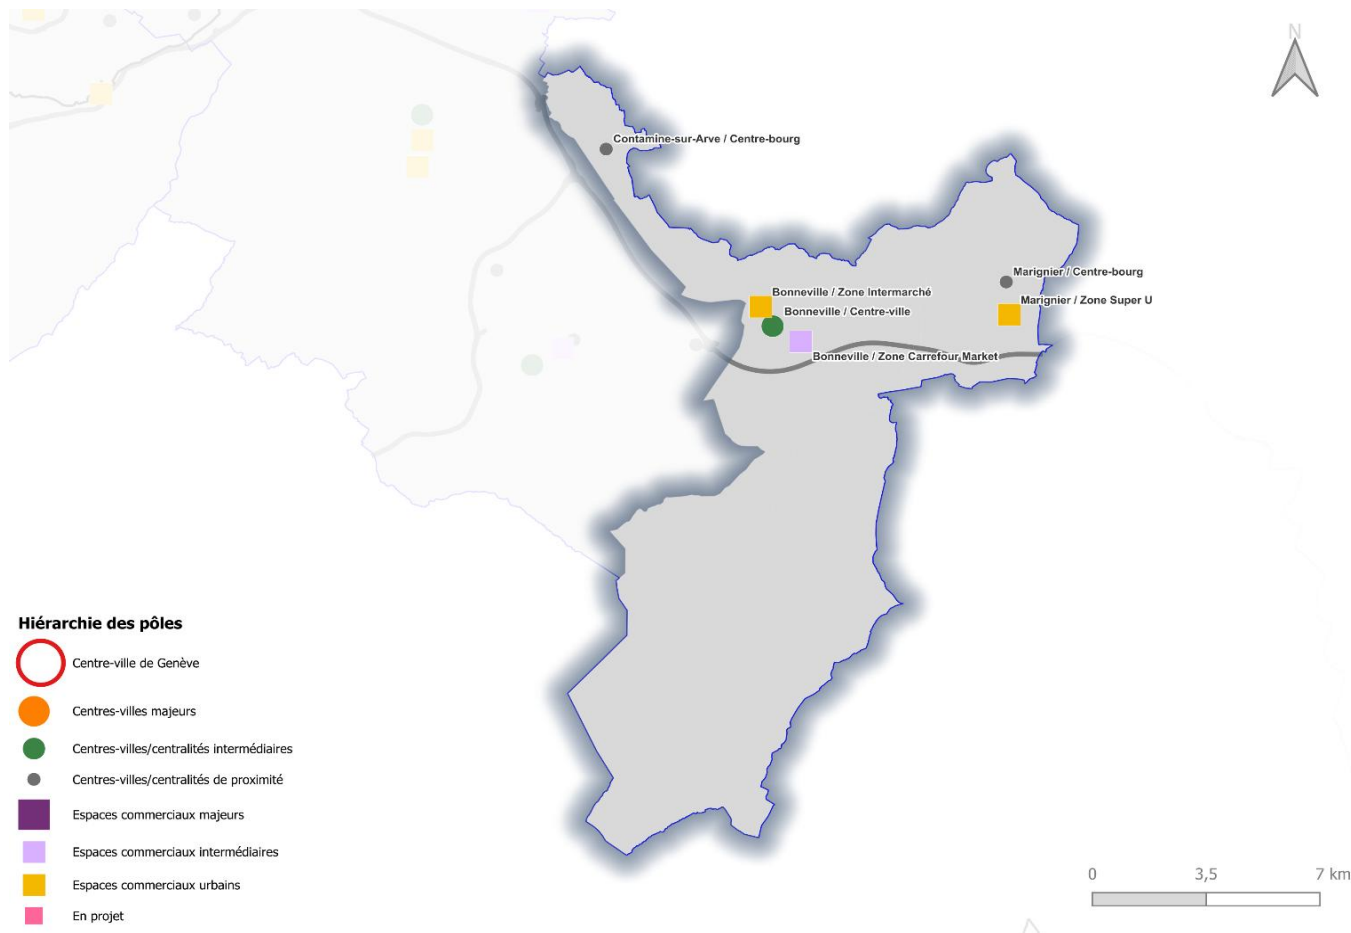 N
Contamine-sur-Arve / Centre-bourg
Marignier / Centre-bourg
Bonneville / Zone Intermarché
Marignier / Zone Super U
Bonneville / Centre-ville
Bonneville / Zone Carrefour Market
Hiérarchie des pôles
Centre-ville de Genève
Centres-villes majeurs
Centres-villes/centralités intermédiaires
Centres-villes/centralités de proximité
Espaces commerciaux majeurs
Espaces commerciaux intermédiaires
Espaces commerciaux urbains
En projet
0 3,5 7 km